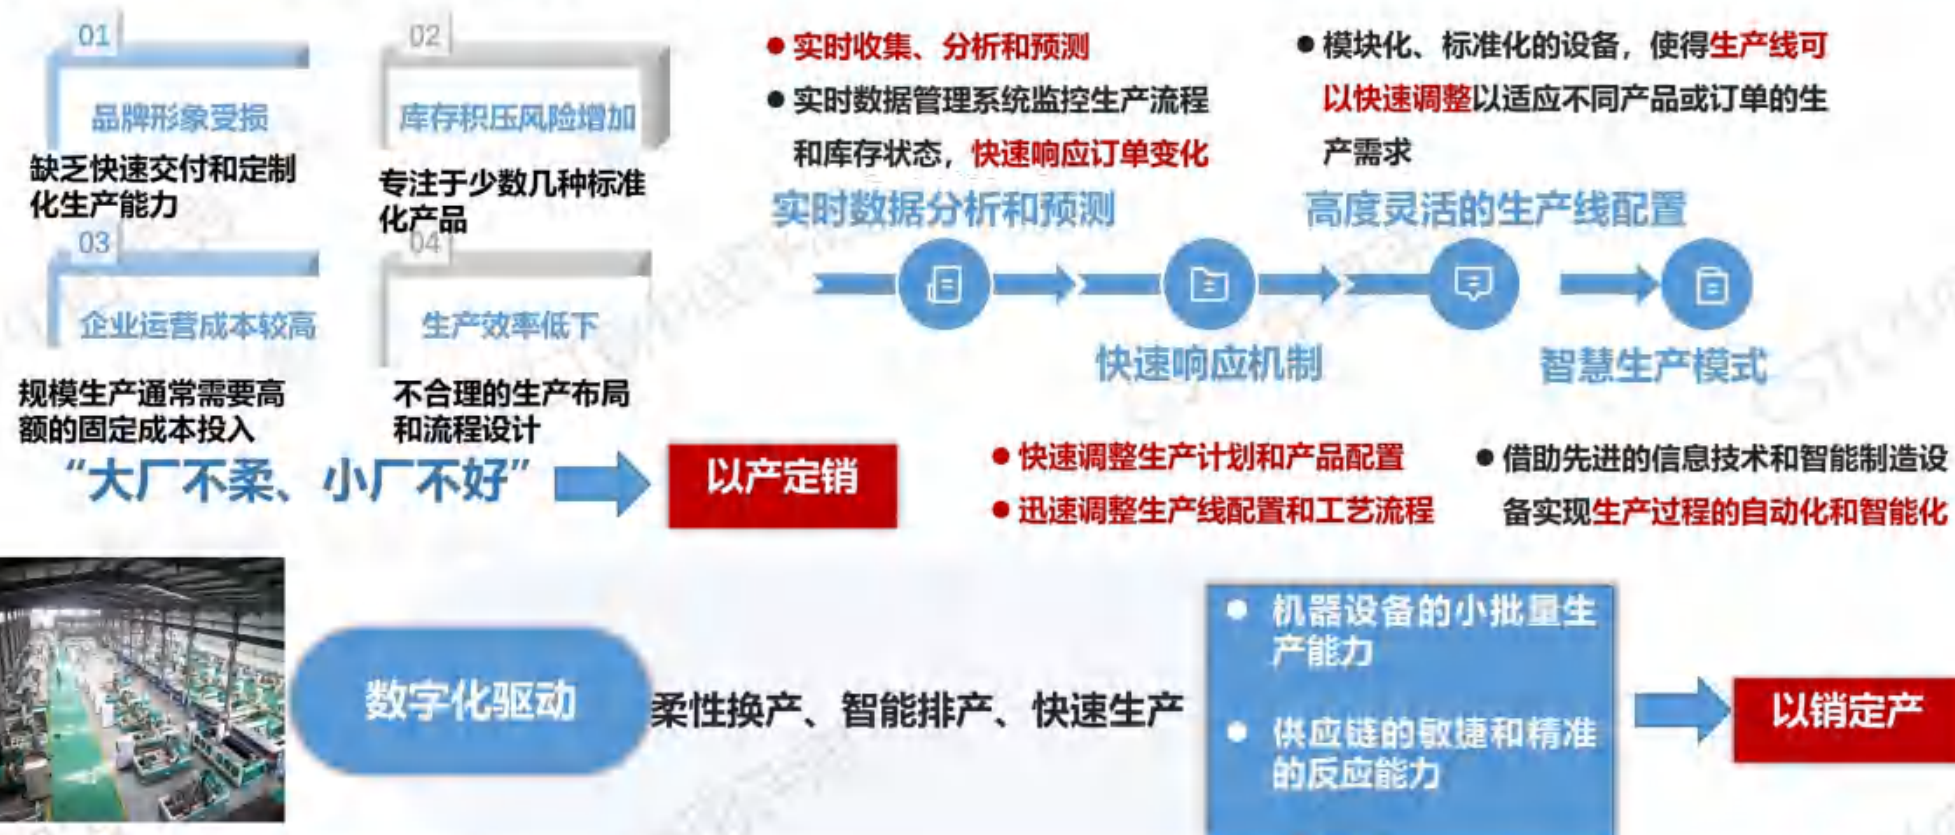 01
品牌形象受损
缺乏快速交付和定制
化生产能力
02
库存积压风险增加
专注于少数几种标准
化产品
03
企业运营成本较高
规模生产通常需要高
额的固定成本投入
04
生产效率低下
不合理的生产布局
和流程设计
“大厂不柔、小厂不好”
以产定销
● 实时收集、分析和预测
● 实时数据管理系统监控生产流程
和库存状态，快速响应订单变化
实时数据分析和预测
● 模块化、标准化的设备，使得生产线可
以快速调整以适应不同产品或订单的生
产需求
高度灵活的生产线配置
快速响应机制
● 快速调整生产计划和产品配置
● 迅速调整生产线配置和工艺流程
智慧生产模式
● 借助先进的信息技术和智能制造设
备实现生产过程的自动化和智能化
数字化驱动
柔性换产、智能排产、快速生产
● 机器设备的小批量生
产能力
● 供应链的敏捷和精准
的反应能力
以销定产